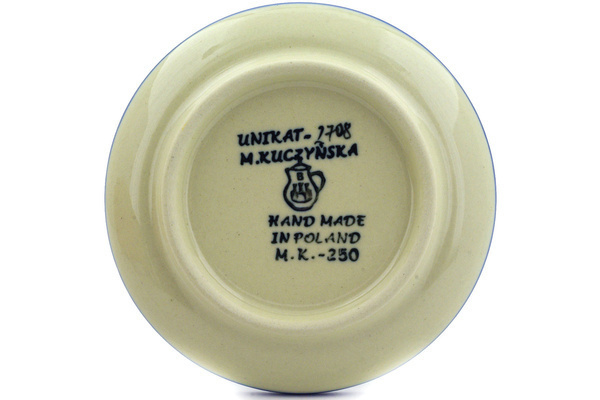 UNIKAT-1708
M.KUCZYŃSKA
B
HAND MADE
IN POLAND
M.K.-250